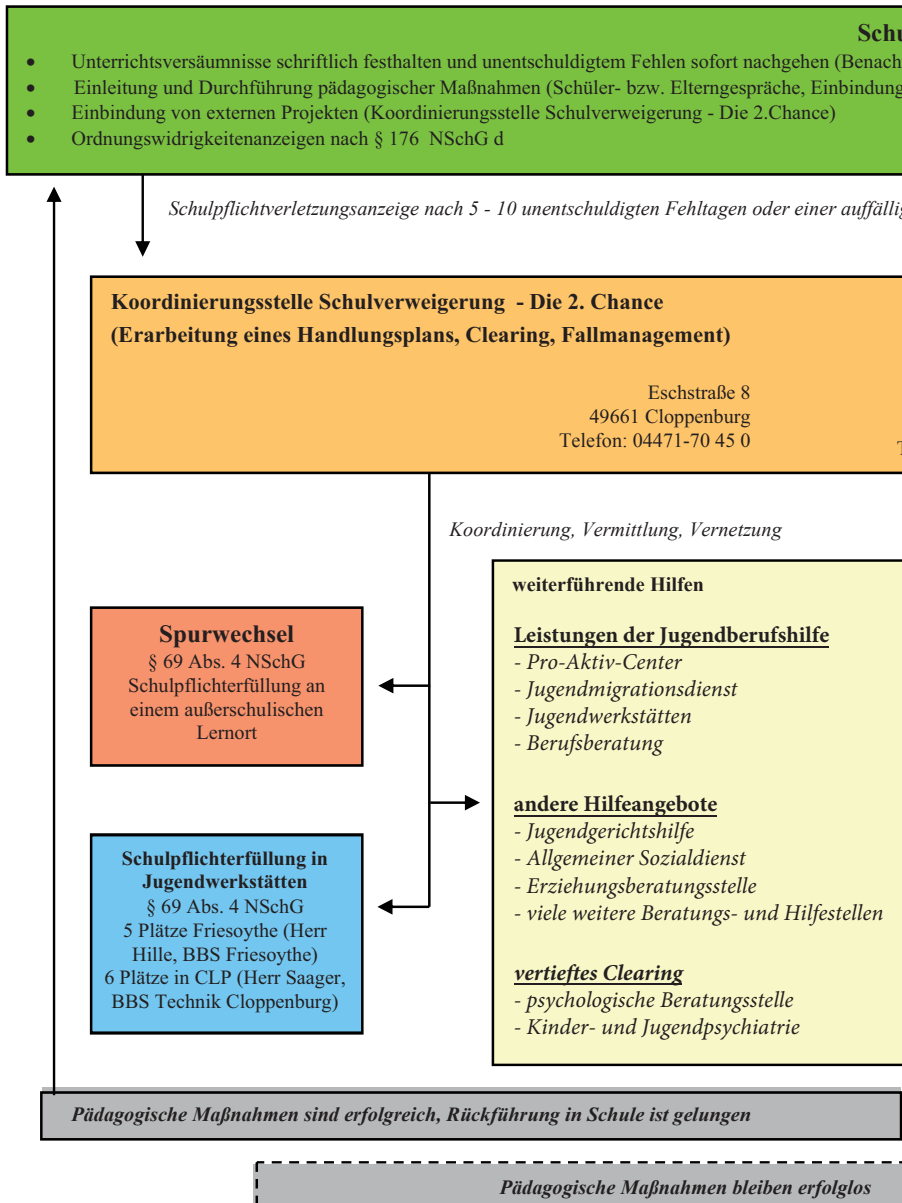 Schu
• Unterrichtsversäumnisse schriftlich festhalten und unentschuldigtem Fehlen sofort nachgehen (Benach
• Einleitung und Durchführung pädagogischer Maßnahmen (Schüler- bzw. Elterngespräche, Einbindung
• Einbindung von externen Projekten (Koordinierungsstelle Schulverweigerung - Die 2.Chance)
• Ordnungswidrigkeitenanzeigen nach § 176 NSchG d
Schulpflichtverletzungsanzeige nach 5 - 10 unentschuldigten Fehltagen oder einer auffällig
Koordinierungsstelle Schulverweigerung - Die 2. Chance
(Erarbeitung eines Handlungsplans, Clearing, Fallmanagement)
Eschstraße 8
49661 Cloppenburg
Telefon: 04471-70 45 0
T
Koordinierung, Vermittlung, Vernetzung
Spurwechsel
§ 69 Abs. 4 NSchG
Schulpflichterfüllung an
einem außerschulischen
Lernort
Schulpflichterfüllung in
Jugendwerkstätten
§ 69 Abs. 4 NSchG
5 Plätze Friesoythe (Herr
Hille, BBS Friesoythe)
6 Plätze in CLP (Herr Saager,
BBS Technik Cloppenburg)
weiterführende Hilfen
Leistungen der Jugendberufshilfe
- Pro-Aktiv-Center
- Jugendmigrationsdienst
- Jugendwerkstätten
- Berufsberatung
andere Hilfeangebote
- Jugendgerichtshilfe
- Allgemeiner Sozialdienst
- Erziehungsberatungsstelle
- viele weitere Beratungs- und Hilfestellen
vertieftes Clearing
- psychologische Beratungsstelle
- Kinder- und Jugendpsychiatrie
Pädagogische Maßnahmen sind erfolgreich, Rückführung in Schule ist gelungen
Pädagogische Maßnahmen bleiben erfolglos